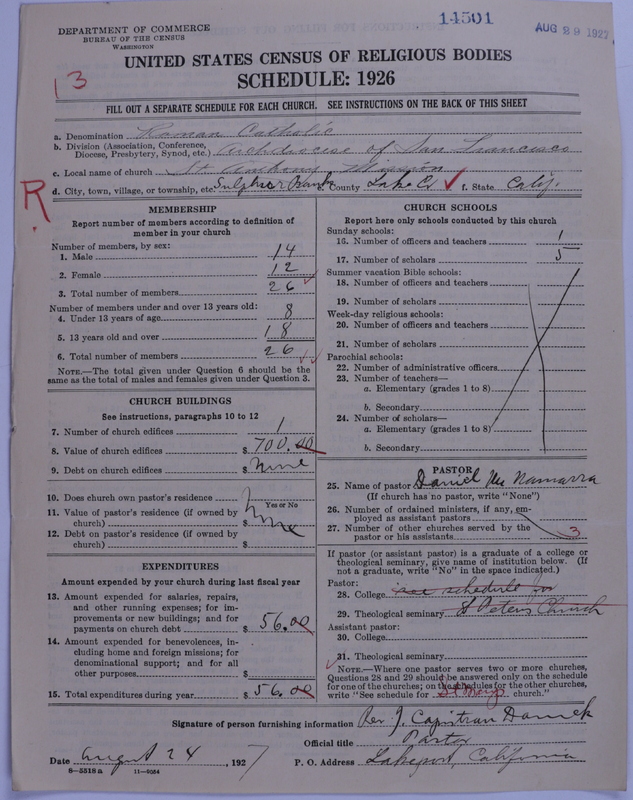 14501
AUG 29 1927
DEPARTMENT OF COMMERCE
BUREAU OF THE CENSUS
WASHINGTON
UNITED STATES CENSUS OF RELIGIOUS BODIES
SCHEDULE: 1926
13
FILL OUT A SEPARATE SCHEDULE FOR EACH CHURCH. SEE INSTRUCTIONS ON THE BACK OF THIS SHEET
a. Denomination Roman Catholic
b. Division (Association, Conference, Diocese, Presbytery, Synod, etc.) Archdiocese of San Francisco
c. Local name of church St Anthony Mission
d. City, town, village, or township, etc. Sulphur Bank e. County Lake Co f. State Calif.
R
MEMBERSHIP
Report number of members according to definition of
member in your church
Number of members, by sex:
1. Male 14
2. Female 12
3. Total number of members 26
Number of members under and over 13 years old:
4. Under 13 years of age 8
5. 13 years old and over 18
6. Total number of members 26
NOTE.—The total given under Question 6 should be the
same as the total of males and females given under Question 3.
CHURCH BUILDINGS
See instructions, paragraphs 10 to 12
7. Number of church edifices 1
8. Value of church edifices $ 700.00
9. Debt on church edifices $ None
10. Does church own pastor's residence
Yes or No
11. Value of pastor's residence (if owned by
church) $ None
12. Debt on pastor's residence (if owned by
church) $
EXPENDITURES
Amount expended by your church during last fiscal year
13. Amount expended for salaries, repairs,
and other running expenses; for im-
provements or new buildings; and for
payments on church debt $ 56.00
14. Amount expended for benevolences, in-
cluding home and foreign missions; for
denominational support; and for all
other purposes $
15. Total expenditures during year $ 56.00
CHURCH SCHOOLS
Report here only schools conducted by this church
Sunday schools:
16. Number of officers and teachers 1
17. Number of scholars 5
Summer vacation Bible schools:
18. Number of officers and teachers
19. Number of scholars
Week-day religious schools:
20. Number of officers and teachers
21. Number of scholars
Parochial schools:
22. Number of administrative officers
23. Number of teachers—
a. Elementary (grades 1 to 8)
b. Secondary
24. Number of scholars—
a. Elementary (grades 1 to 8)
b. Secondary
PASTOR
25. Name of pastor Daniel Mc Namarra
(If church has no pastor, write "None")
26. Number of ordained ministers, if any, em-
ployed as assistant pastors
27. Number of other churches served by the
pastor or his assistants 3
If pastor (or assistant pastor) is a graduate of a college or
theological seminary, give name of institution below. (If
not a graduate, write "No" in the space indicated.)
Pastor:
28. College see schedule for
29. Theological seminary St Peters Church
Assistant pastor:
30. College
31. Theological seminary
NOTE.—Where one pastor serves two or more churches,
Questions 28 and 29 should be answered only on the schedule
for one of the churches; on the schedules for the other churches,
write "See schedule for St Marys church."
Signature of person furnishing information Rev J. Capistran
Official title Pastor
Date August 24, 1927
P. O. Address Lakeport, California
8—5518 a 11—9054